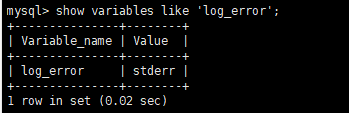 mysql> show variables like 'log_error';
+---------------+--------+
| Variable_name | Value  |
+---------------+--------+
| log_error     | stderr |
+---------------+--------+
1 row in set (0.02 sec)